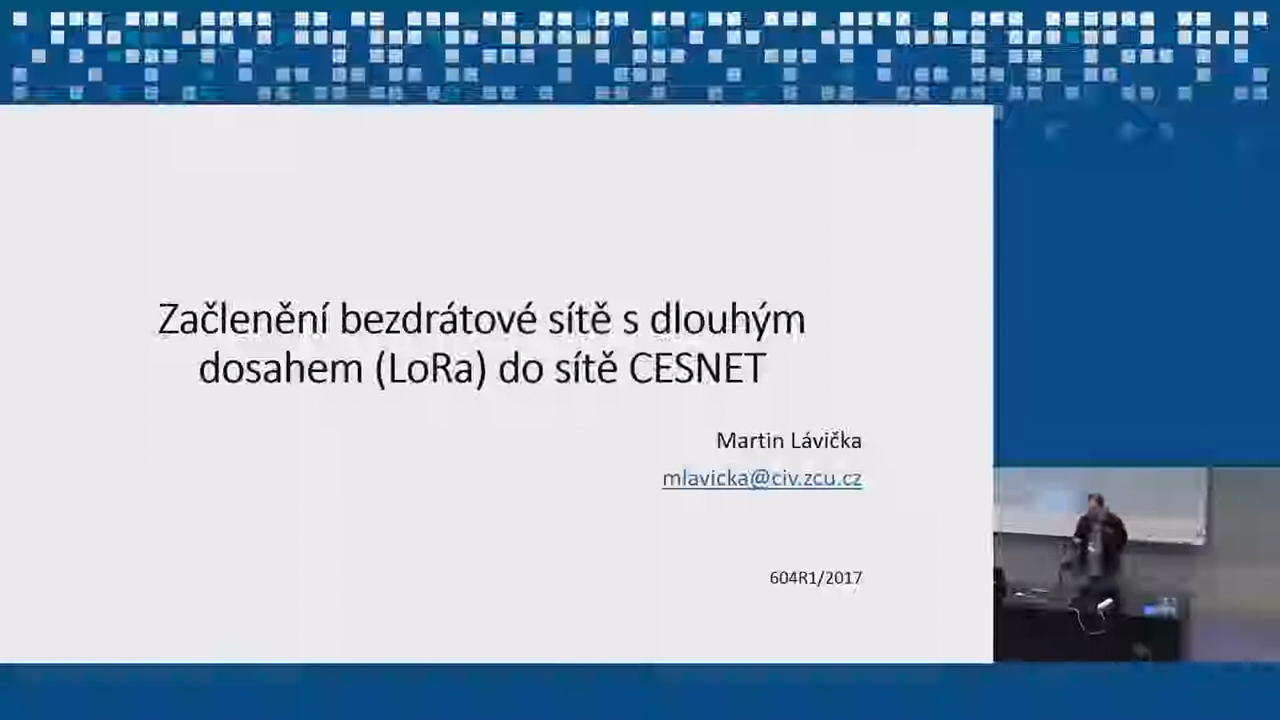 Začlenění bezdrátové sítě s dlouhým
dosahem (LoRa) do sítě CESNET
Martin Lávička
mlavicka@civ.zcu.cz
604R1/2017